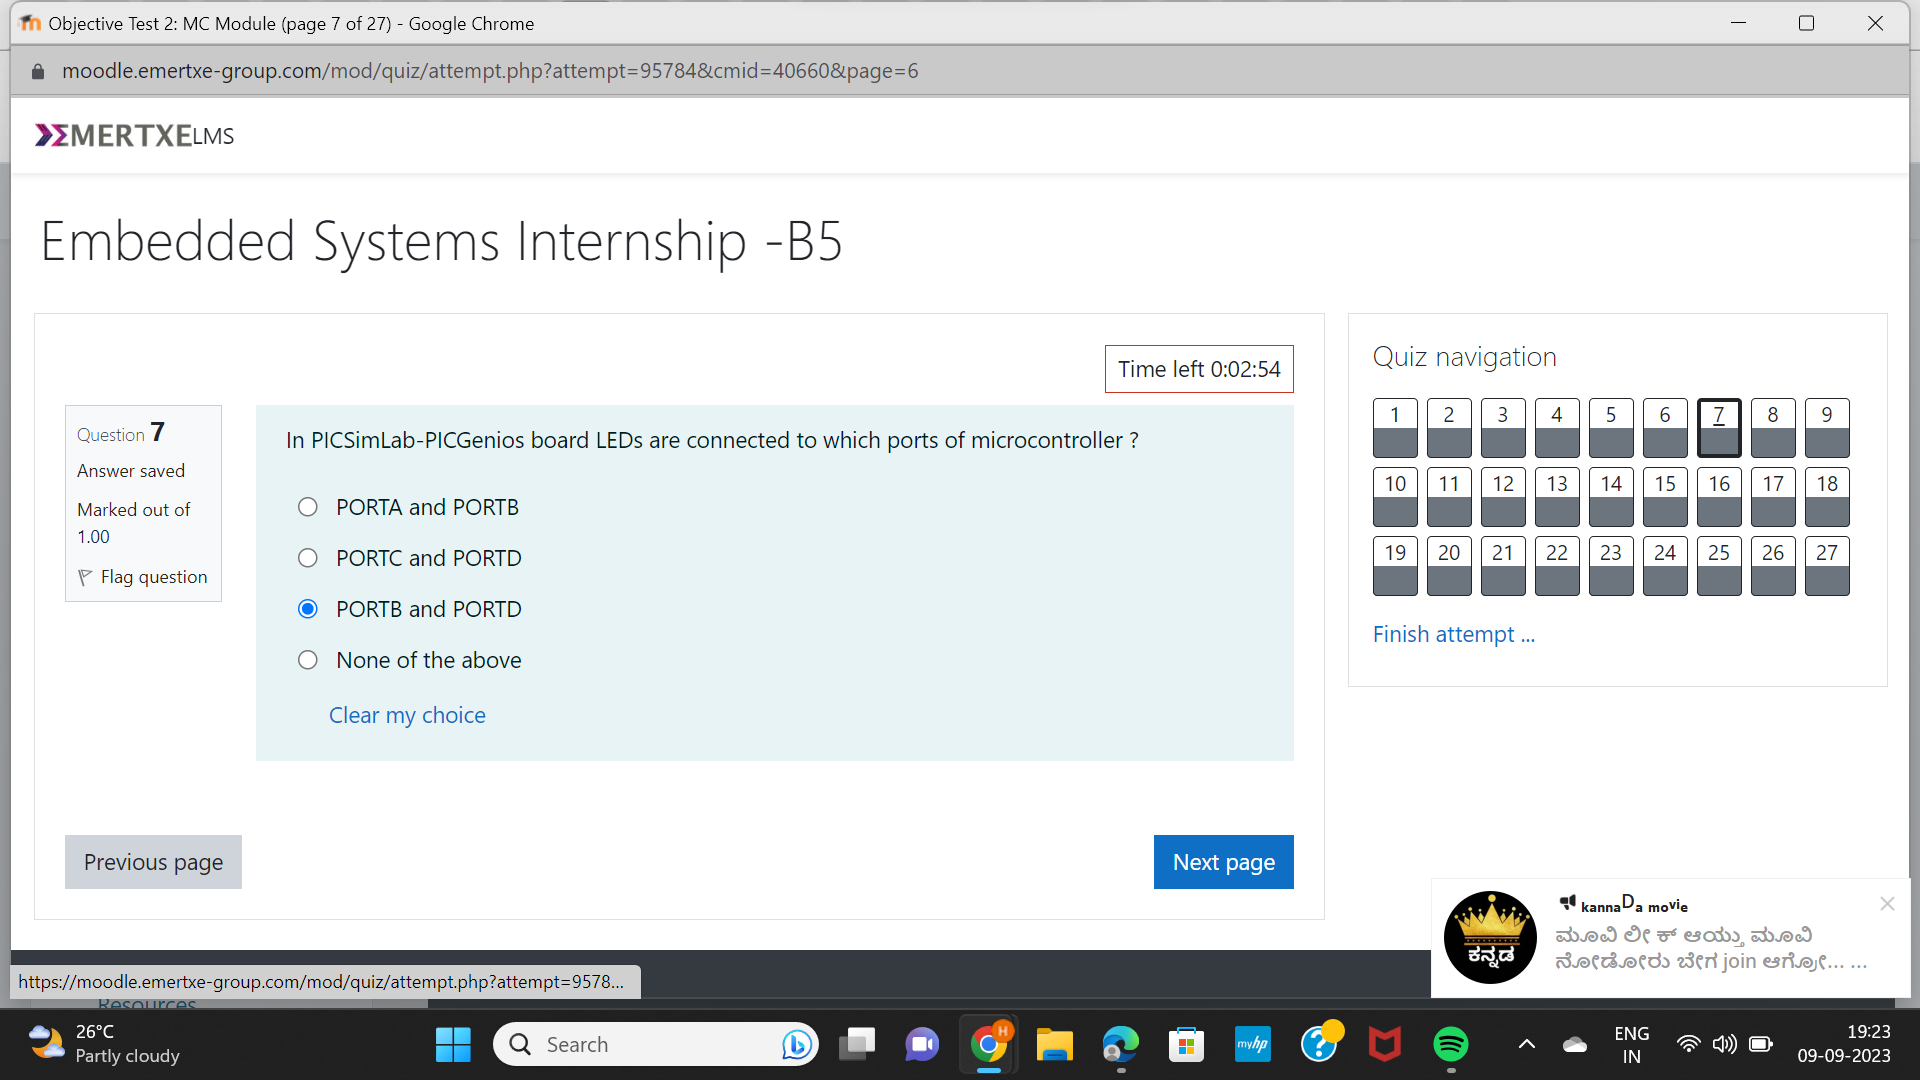 Objective Test 2: MC Module (page 7 of 27) - Google Chrome
moodle.emertxe-group.com/mod/quiz/attempt.php?attempt=95784&cmid=40660&page=6
EMERTXE LMS
Embedded Systems Internship -B5
Time left 0:02:54
Question 7
Answer saved
Marked out of
1.00
Flag question
In PICSimLab-PICGenios board LEDs are connected to which ports of microcontroller ?
PORTA and PORTB
PORTC and PORTD
PORTB and PORTD
None of the above
Clear my choice
Previous page
Next page
Quiz navigation
1 2 3 4 5 6 7 8 9
10 11 12 13 14 15 16 17 18
19 20 21 22 23 24 25 26 27
Finish attempt ...
kannaDa movie
ಕನ್ನಡ
ಮೂವಿ ಲೀಕ್ ಆಯ್ತು ಮೂವಿ
ನೋಡೋರು ಬೇಗ join ಆಗ್ರೋ... ...
https://moodle.emertxe-group.com/mod/quiz/attempt.php?attempt=9578...
Resources
26°C
Partly cloudy
Search
H
myhp
ENG
IN
19:23
09-09-2023